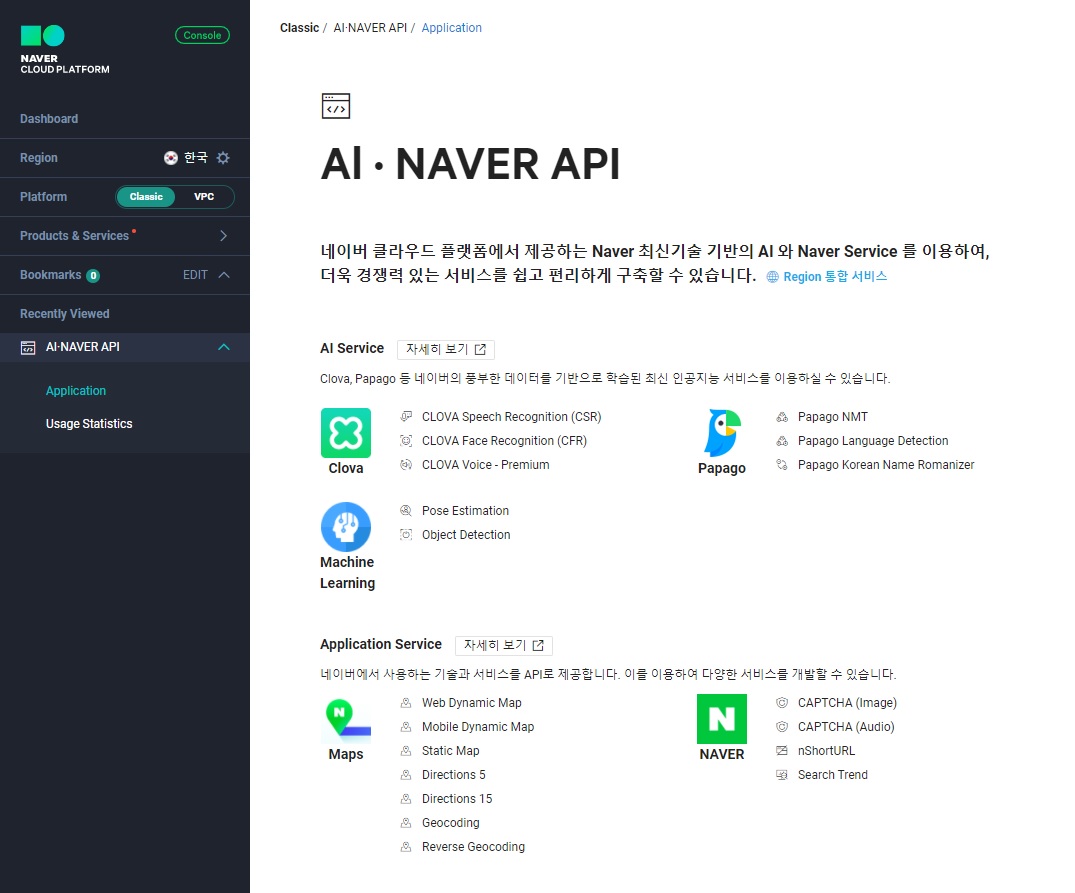 Classic / AI·NAVER API / Application
NAVER
CLOUD PLATFORM
Console
Dashboard
Region 한국
Platform Classic VPC
Products & Services
Bookmarks 0 EDIT
Recently Viewed
AI·NAVER API
Application
Usage Statistics
AI · NAVER API
네이버 클라우드 플랫폼에서 제공하는 Naver 최신기술 기반의 AI 와 Naver Service 를 이용하여,
더욱 경쟁력 있는 서비스를 쉽고 편리하게 구축할 수 있습니다. Region 통합 서비스
AI Service 자세히 보기
Clova, Papago 등 네이버의 풍부한 데이터를 기반으로 학습된 최신 인공지능 서비스를 이용하실 수 있습니다.
Clova
CLOVA Speech Recognition (CSR)
CLOVA Face Recognition (CFR)
CLOVA Voice - Premium
Papago
Papago NMT
Papago Language Detection
Papago Korean Name Romanizer
Machine
Learning
Pose Estimation
Object Detection
Application Service 자세히 보기
네이버에서 사용하는 기술과 서비스를 API로 제공합니다. 이를 이용하여 다양한 서비스를 개발할 수 있습니다.
N
Maps
Web Dynamic Map
Mobile Dynamic Map
Static Map
Directions 5
Directions 15
Geocoding
Reverse Geocoding
N
NAVER
CAPTCHA (Image)
CAPTCHA (Audio)
nShortURL
Search Trend